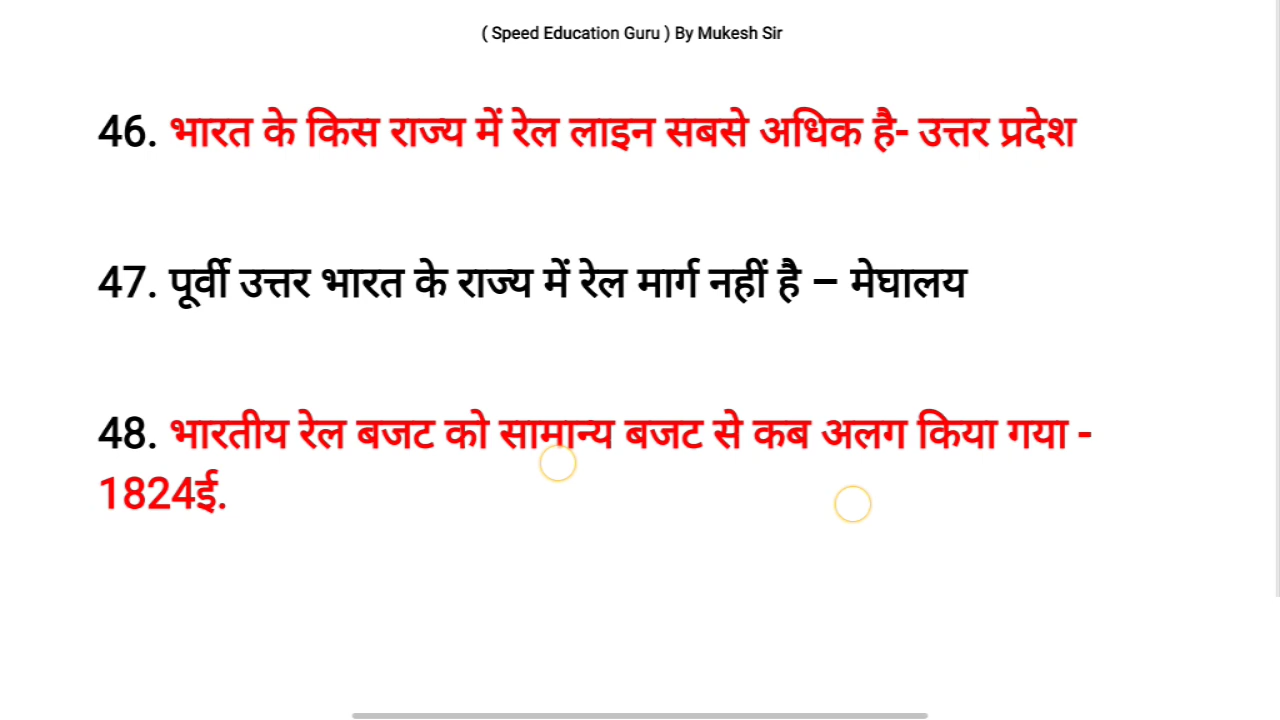 ( Speed Education Guru ) By Mukesh Sir
46. भारत के किस राज्य में रेल लाइन सबसे अधिक है- उत्तर प्रदेश
47. पूर्वी उत्तर भारत के राज्य में रेल मार्ग नहीं है – मेघालय
48. भारतीय रेल बजट को सामान्य बजट से कब अलग किया गया -
1824ई.